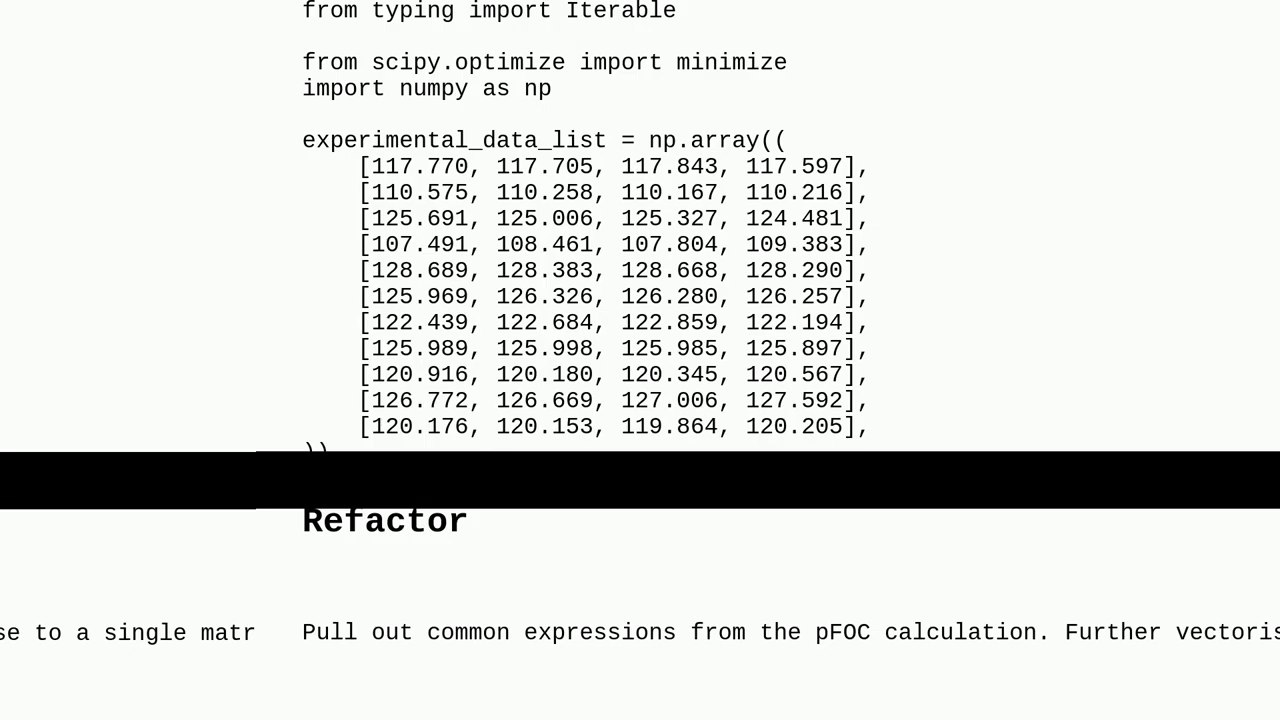 from typing import Iterable
from scipy.optimize import minimize
import numpy as np
experimental_data_list = np.array((
[117.770, 117.705, 117.843, 117.597],
[110.575, 110.258, 110.167, 110.216],
[125.691, 125.006, 125.327, 124.481],
[107.491, 108.461, 107.804, 109.383],
[128.689, 128.383, 128.668, 128.290],
[125.969, 126.326, 126.280, 126.257],
[122.439, 122.684, 122.859, 122.194],
[125.989, 125.998, 125.985, 125.897],
[120.916, 120.180, 120.345, 120.567],
[126.772, 126.669, 127.006, 127.592],
[120.176, 120.153, 119.864, 120.205],
))
Refactor
se to a single matr
Pull out common expressions from the pFOC calculation. Further vectoris